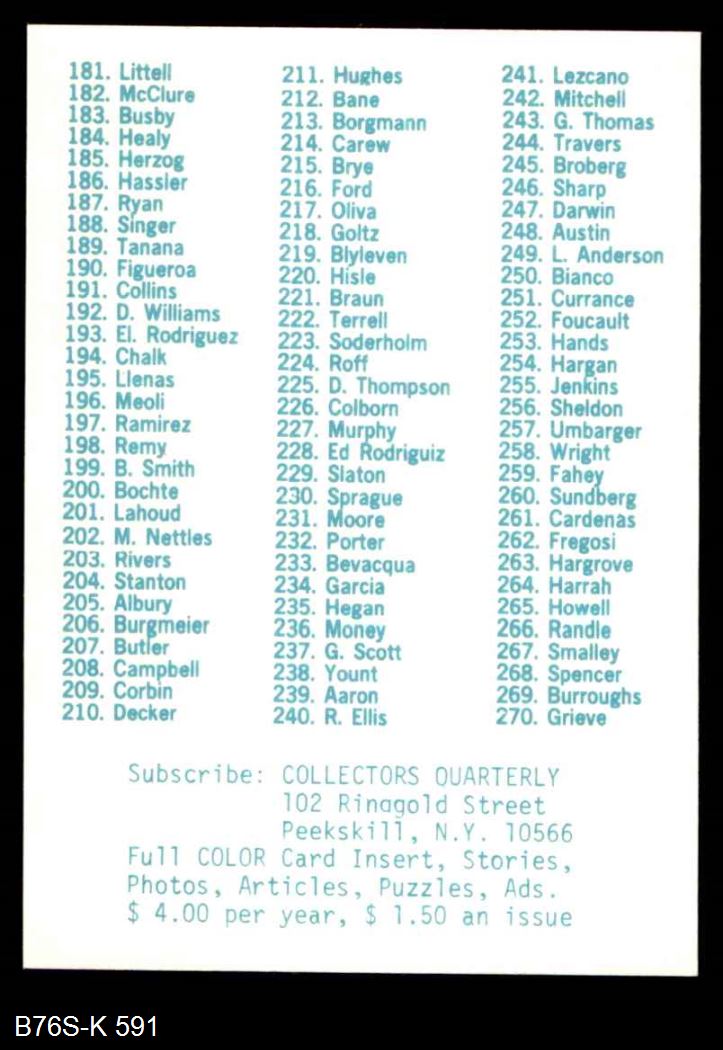 181. Littell
182. McClure
183. Busby
184. Healy
185. Herzog
186. Hassler
187. Ryan
188. Singer
189. Tanana
190. Figueroa
191. Collins
192. D. Williams
193. El. Rodriguez
194. Chalk
195. Llenas
196. Meoli
197. Ramirez
198. Remy
199. B. Smith
200. Bochte
201. Lahoud
202. M. Nettles
203. Rivers
204. Stanton
205. Albury
206. Burgmeier
207. Butler
208. Campbell
209. Corbin
210. Decker
211. Hughes
212. Bane
213. Borgmann
214. Carew
215. Brye
216. Ford
217. Oliva
218. Goltz
219. Blyleven
220. Hisle
221. Braun
222. Terrell
223. Soderholm
224. Roff
225. D. Thompson
226. Colborn
227. Murphy
228. Ed Rodriguiz
229. Slaton
230. Sprague
231. Moore
232. Porter
233. Bevacqua
234. Garcia
235. Hegan
236. Money
237. G. Scott
238. Yount
239. Aaron
240. R. Ellis
241. Lezcano
242. Mitchell
243. G. Thomas
244. Travers
245. Broberg
246. Sharp
247. Darwin
248. Austin
249. L. Anderson
250. Bianco
251. Currance
252. Foucault
253. Hands
254. Hargan
255. Jenkins
256. Sheldon
257. Umbarger
258. Wright
259. Fahey
260. Sundberg
261. Cardenas
262. Fregosi
263. Hargrove
264. Harrah
265. Howell
266. Randle
267. Smalley
268. Spencer
269. Burroughs
270. Grieve
Subscribe: COLLECTORS QUARTERLY
102 Ringgold Street
Peekskill, N.Y. 10566
Full COLOR Card Insert, Stories,
Photos, Articles, Puzzles, Ads.
$ 4.00 per year, $ 1.50 an issue
B76S-K 591